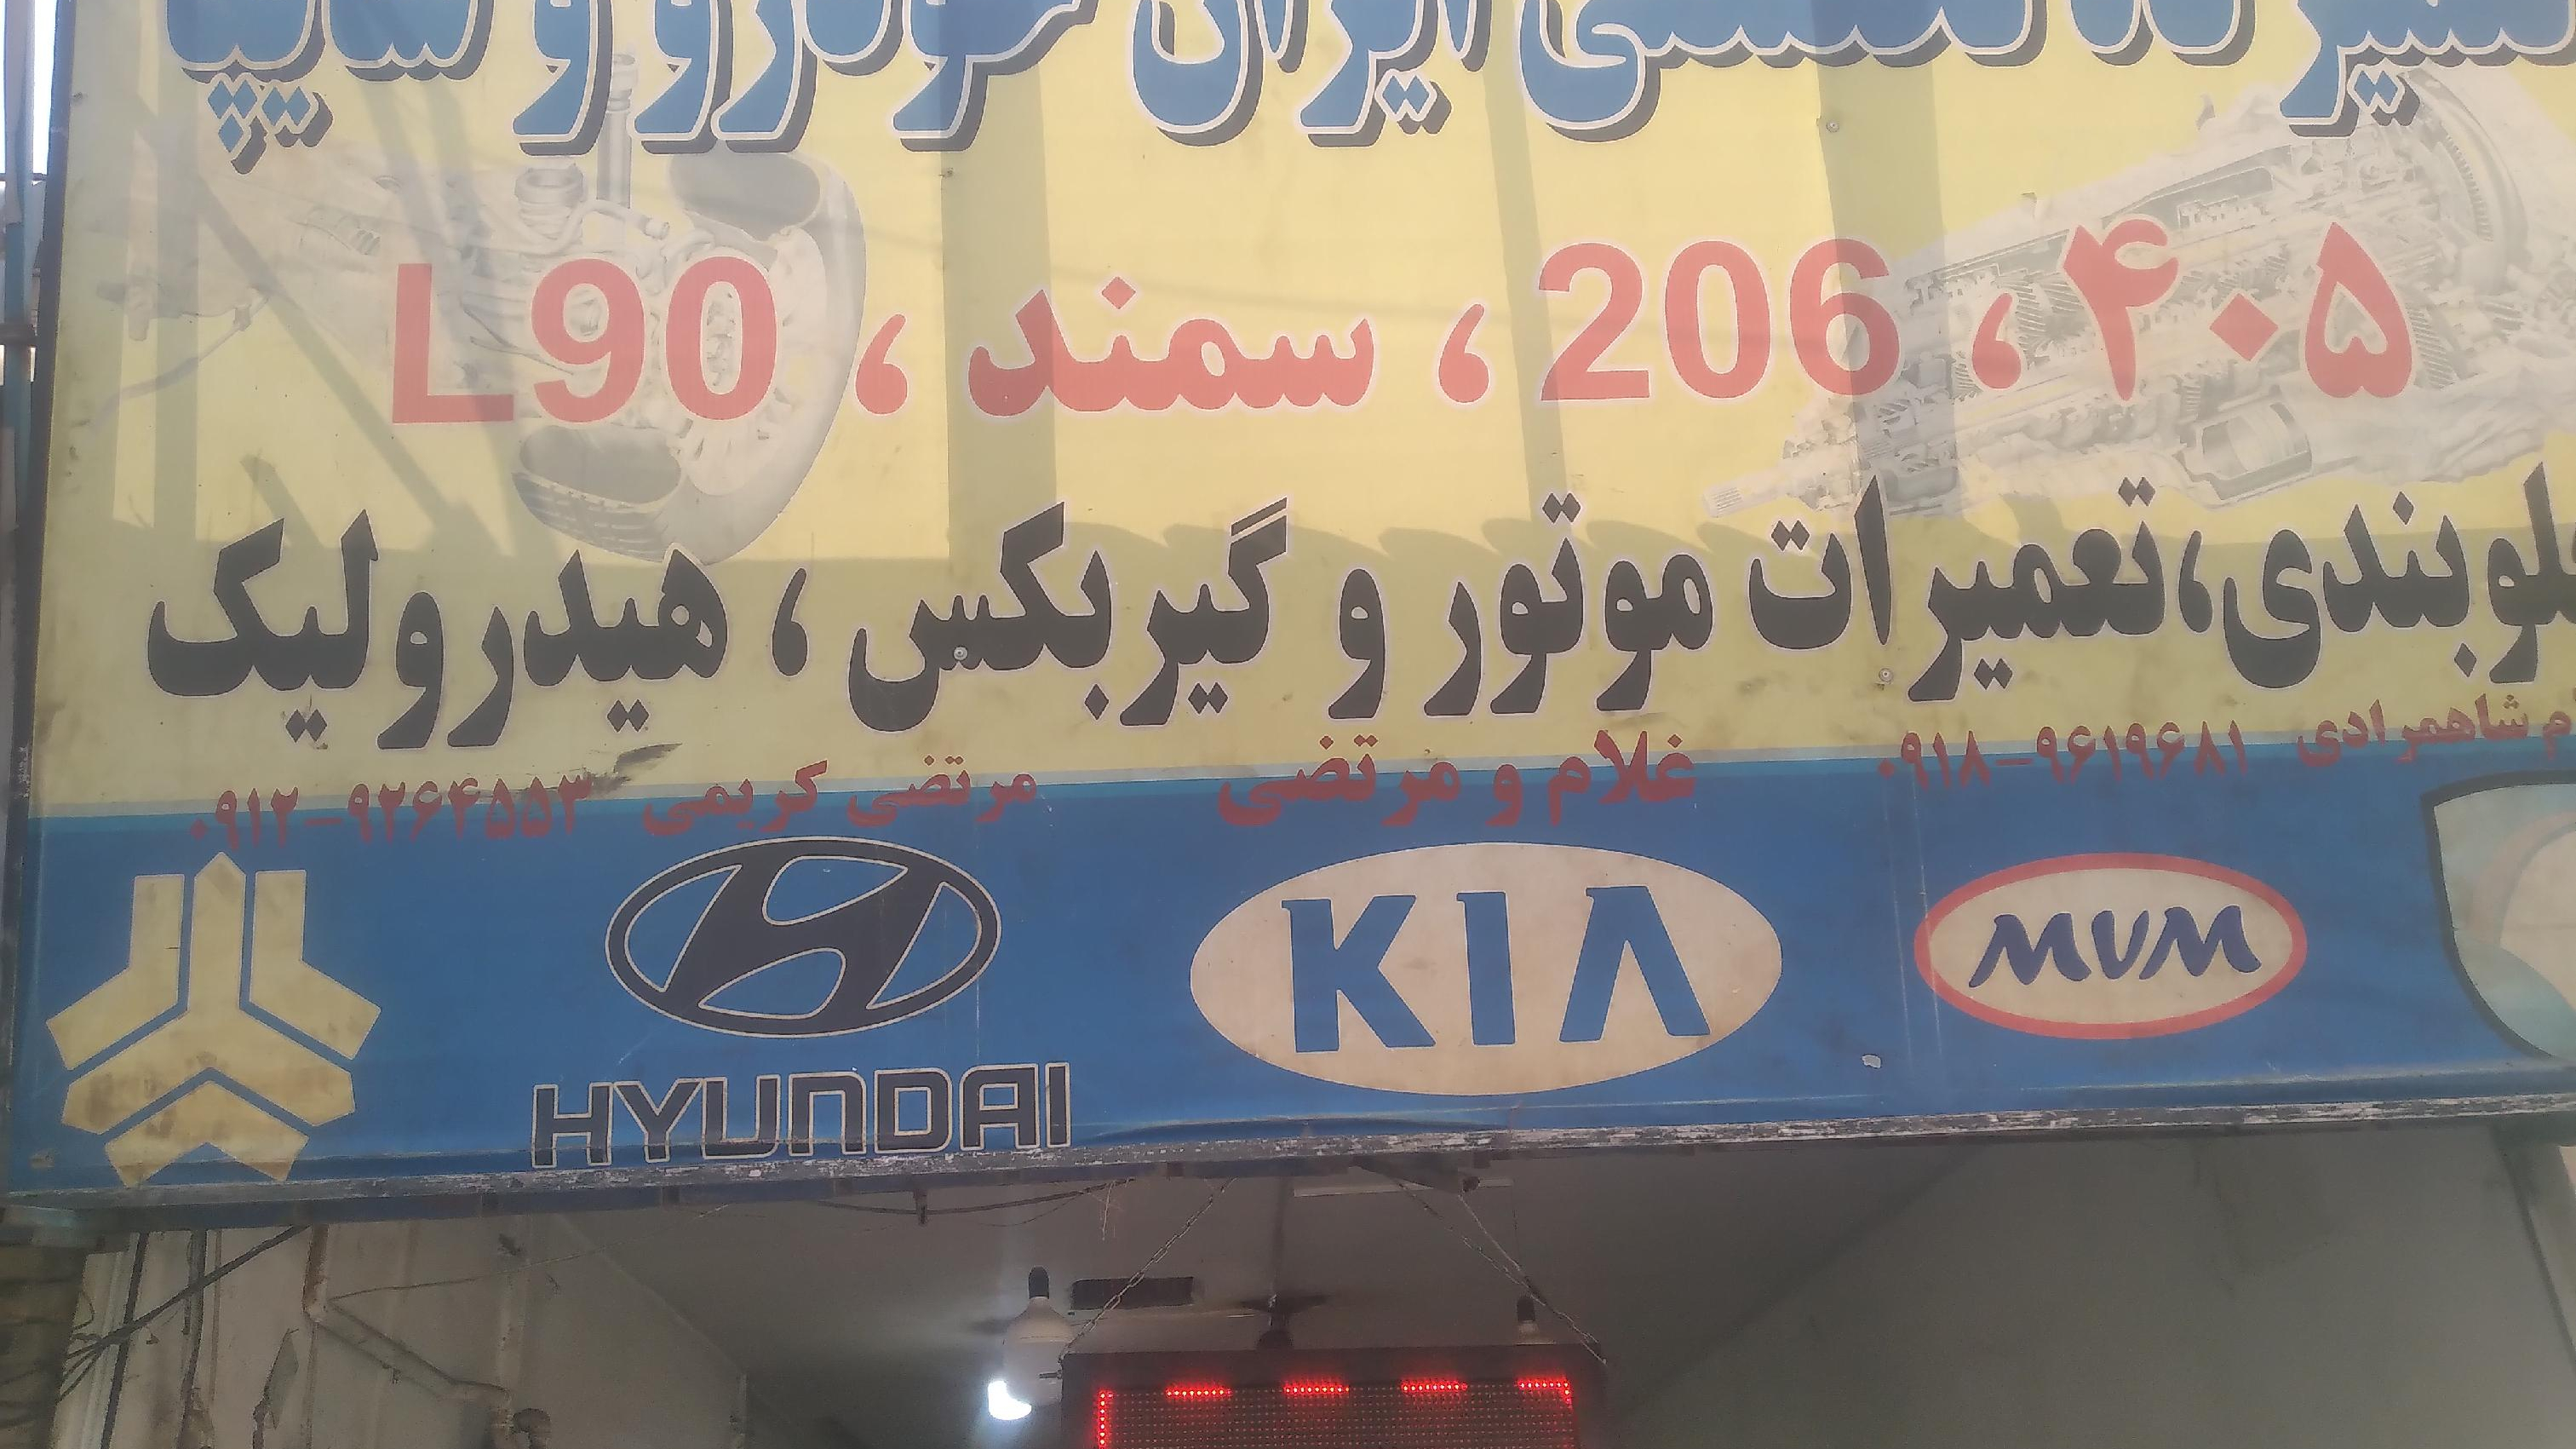 ایران خودرو و سایپا
۴۰۵ ، 206 ، سمند ، L90
تعمیرات موتور و گیربکس ، هیدرولیک
شاهمرادی ۰۹۱۸-۹۶۱۹۶۸۱
غلام و مرتضی
مرتضی کریمی ۰۹۱۲-۹۲۶۴۵۵۳
MVM
KIA
HYUNDAI